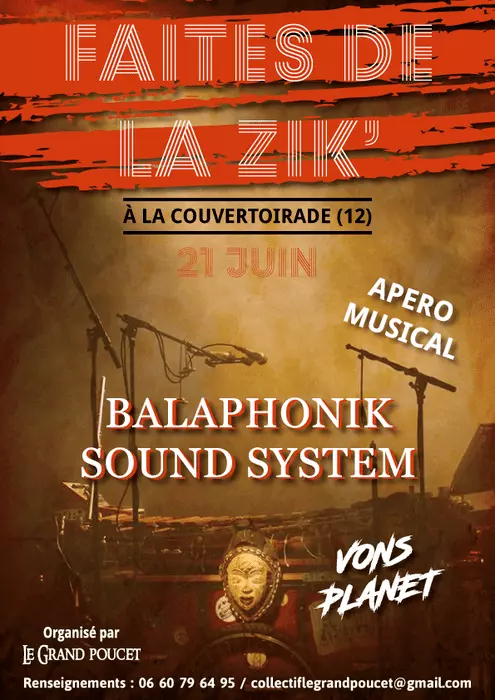 FAITES DE
LA ZIK'
À LA COUVERTOIRADE (12)
21 JUIN
APERO
MUSICAL
BALAPHONIK
SOUND SYSTEM
VONS
PLANET
Organisé par
LE GRAND POUCET
Renseignements : 06 60 79 64 95 / collectiflegrandpoucet@gmail.com